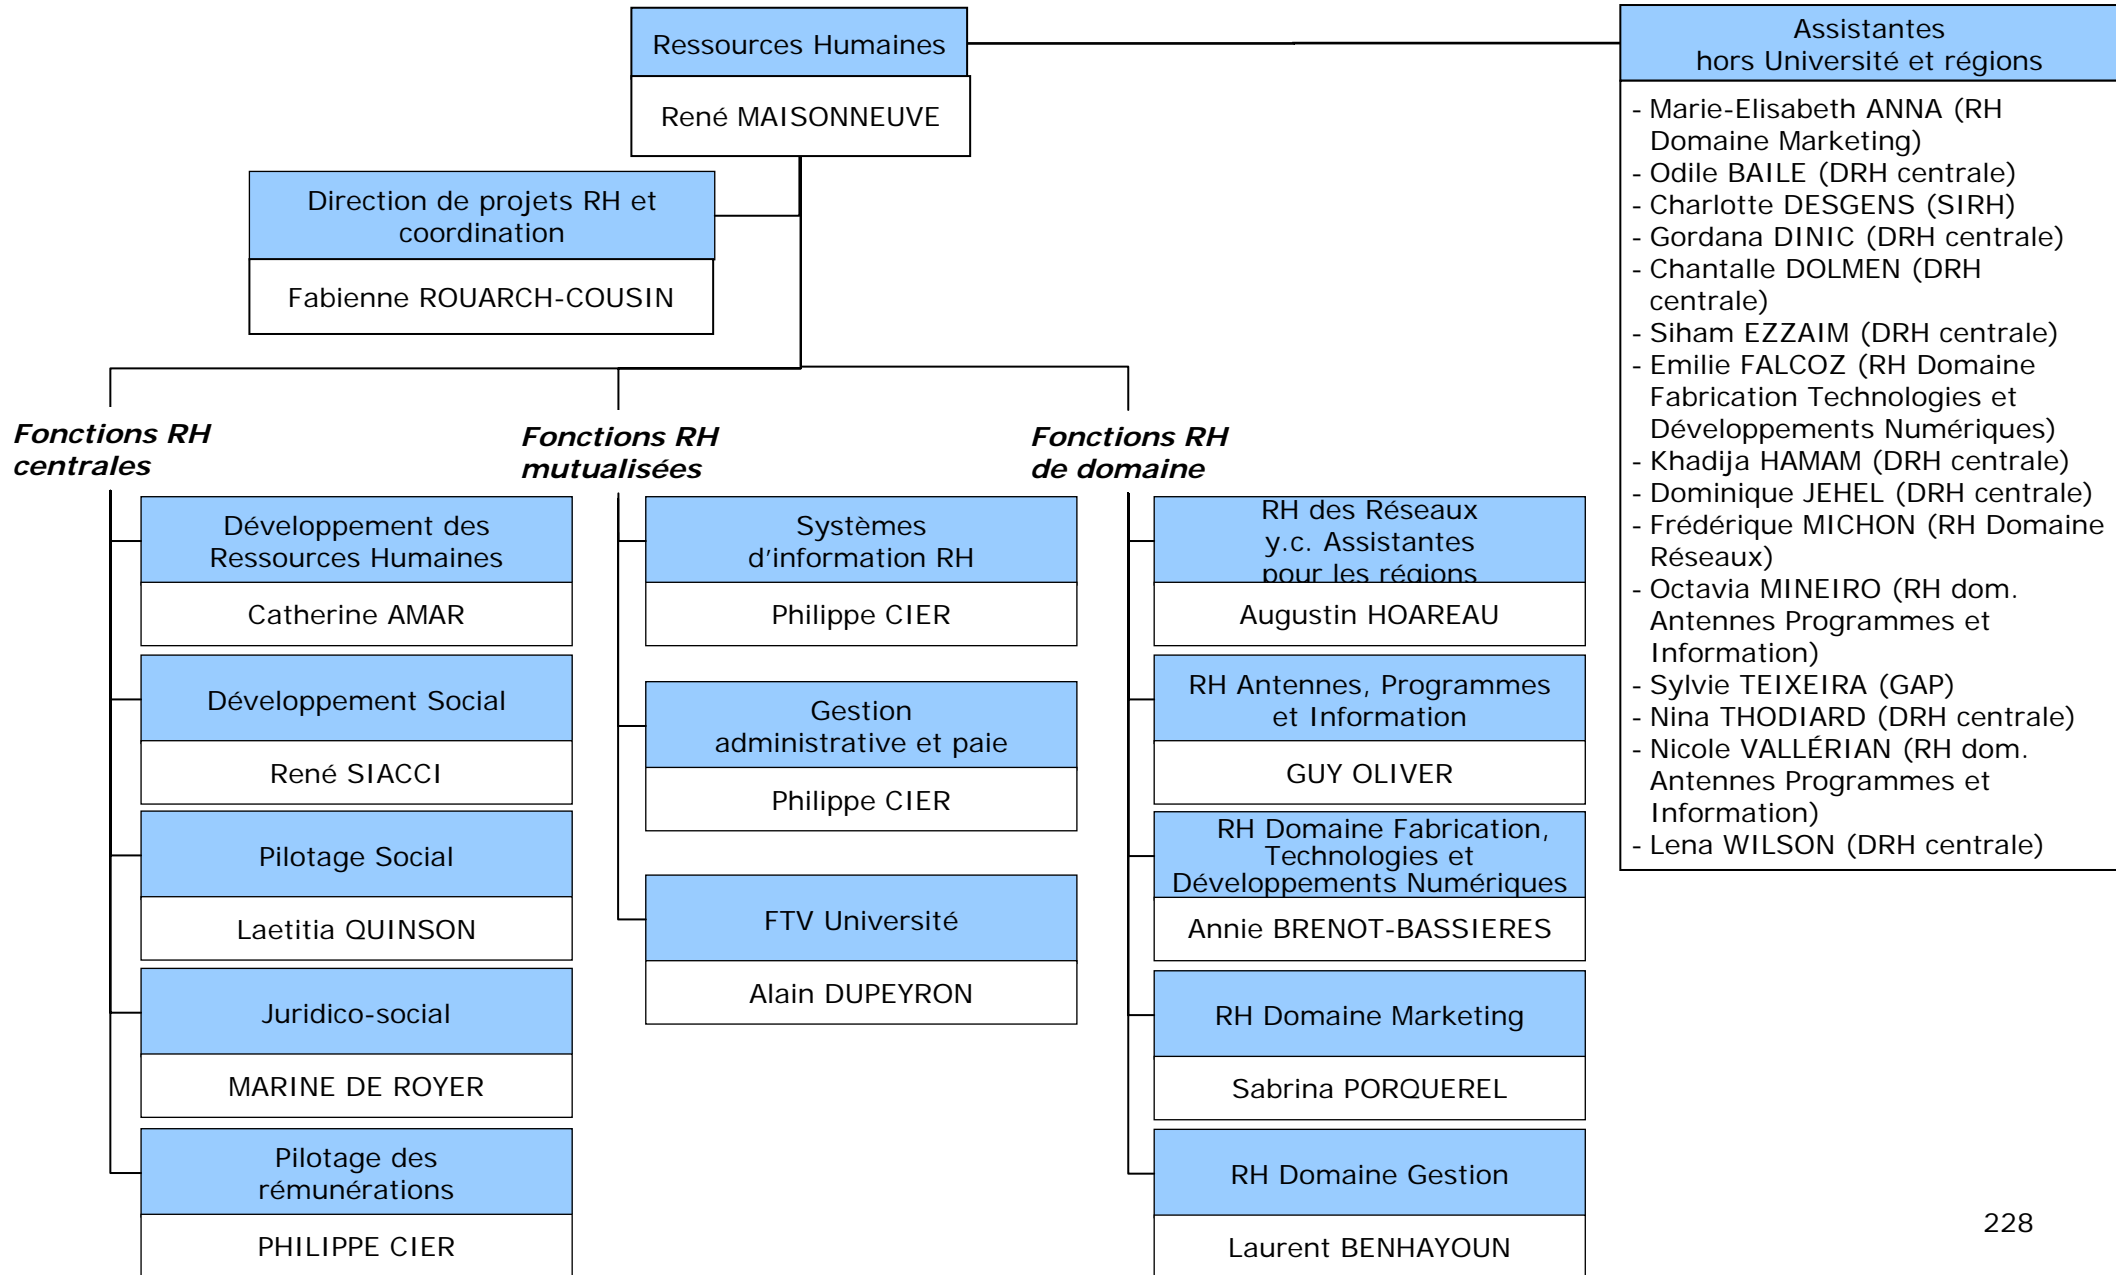 Ressources Humaines
René MAISONNEUVE
Assistantes
hors Université et régions
- Marie-Elisabeth ANNA (RH
Domaine Marketing)
- Odile BAILE (DRH centrale)
- Charlotte DESGENS (SIRH)
- Gordana DINIC (DRH centrale)
- Chantalle DOLMEN (DRH
centrale)
- Siham EZZAIM (DRH centrale)
- Emilie FALCOZ (RH Domaine
Fabrication Technologies et
Développements Numériques)
- Khadija HAMAM (DRH centrale)
- Dominique JEHEL (DRH centrale)
- Frédérique MICHON (RH Domaine
Réseaux)
- Octavia MINEIRO (RH dom.
Antennes Programmes et
Information)
- Sylvie TEIXEIRA (GAP)
- Nina THODIARD (DRH centrale)
- Nicole VALLÉRIAN (RH dom.
Antennes Programmes et
Information)
- Lena WILSON (DRH centrale)
Direction de projets RH et
coordination
Fabienne ROUARCH-COUSIN
Fonctions RH
centrales
Développement des
Ressources Humaines
Catherine AMAR
Développement Social
René SIACCI
Pilotage Social
Laetitia QUINSON
Juridico-social
MARINE DE ROYER
Pilotage des
rémunérations
PHILIPPE CIER
Fonctions RH
mutualisées
Systèmes
d'information RH
Philippe CIER
Gestion
administrative et paie
Philippe CIER
FTV Université
Alain DUPEYRON
Fonctions RH
de domaine
RH des Réseaux
y.c. Assistantes
pour les régions
Augustin HOAREAU
RH Antennes, Programmes
et Information
GUY OLIVER
RH Domaine Fabrication,
Technologies et
Développements Numériques
Annie BRENOT-BASSIERES
RH Domaine Marketing
Sabrina PORQUEREL
RH Domaine Gestion
Laurent BENHAYOUN
228